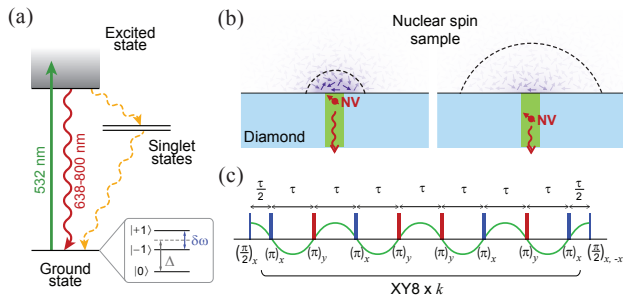 (a)
Excited
state
532 nm
638-800 nm
Singlet
states
|+1⟩
|−1⟩
|0⟩
δω
Δ
Ground
state
(b)
Nuclear spin
sample
NV
Diamond
NV
(c)
τ/2 τ τ τ τ τ τ τ τ/2
(π/2)x (π)x (π)y (π)x (π)y (π)y (π)x (π)y (π)x (π/2)x, -x
XY8 x k